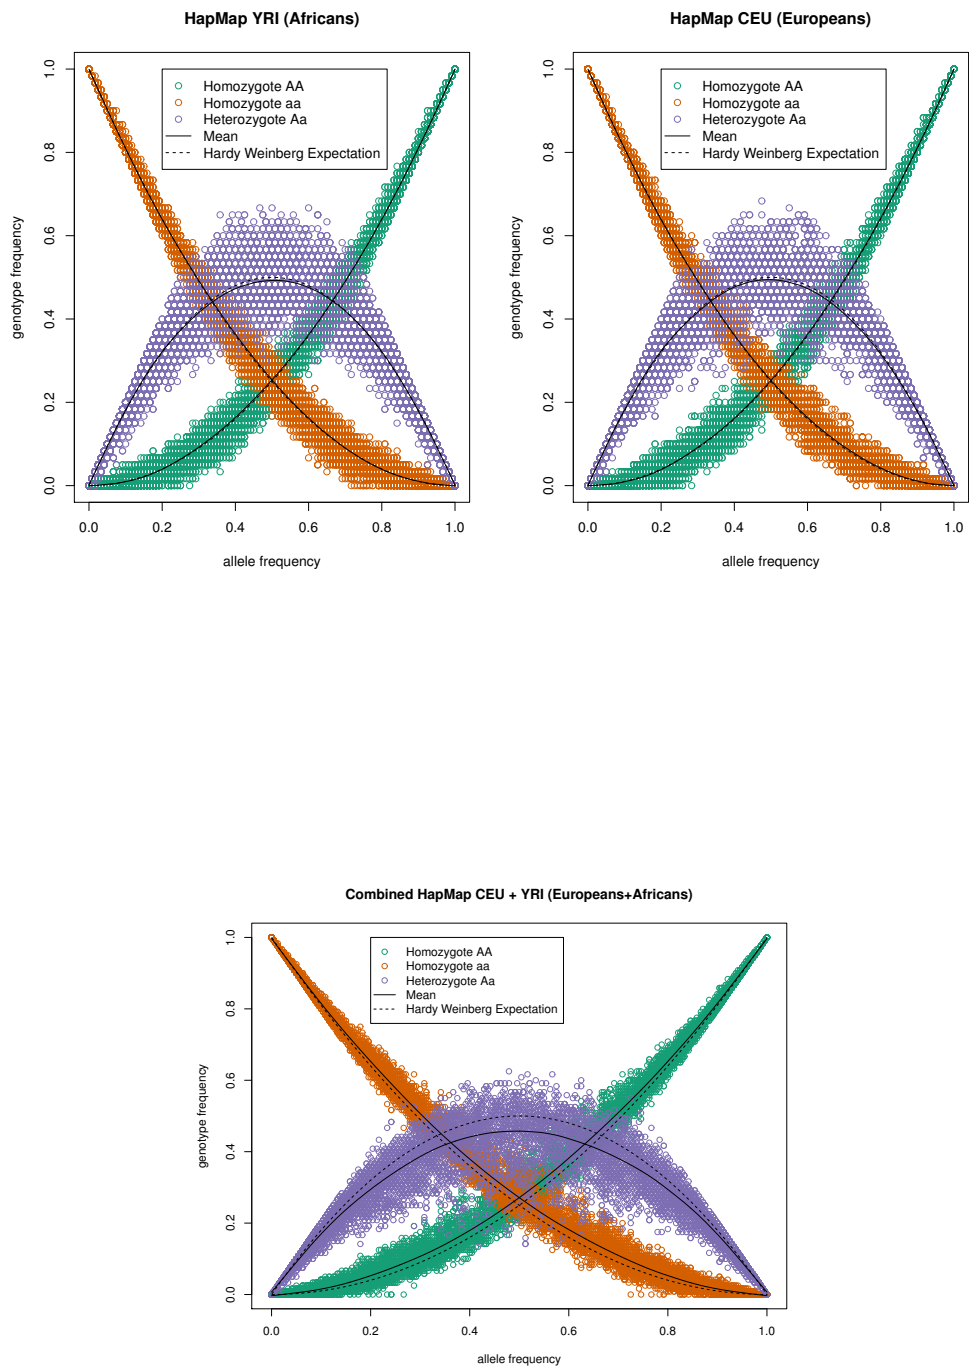 HapMap YRI (Africans)
Homozygote AA
Homozygote aa
Heterozygote Aa
Mean
Hardy Weinberg Expectation
genotype frequency
0.0
0.2
0.4
0.6
0.8
1.0
0.0 0.2 0.4 0.6 0.8 1.0
allele frequency
HapMap CEU (Europeans)
Homozygote AA
Homozygote aa
Heterozygote Aa
Mean
Hardy Weinberg Expectation
genotype frequency
0.0
0.2
0.4
0.6
0.8
1.0
0.0 0.2 0.4 0.6 0.8 1.0
allele frequency
Combined HapMap CEU + YRI (Europeans+Africans)
Homozygote AA
Homozygote aa
Heterozygote Aa
Mean
Hardy Weinberg Expectation
genotype frequency
0.0
0.2
0.4
0.6
0.8
1.0
0.0 0.2 0.4 0.6 0.8 1.0
allele frequency